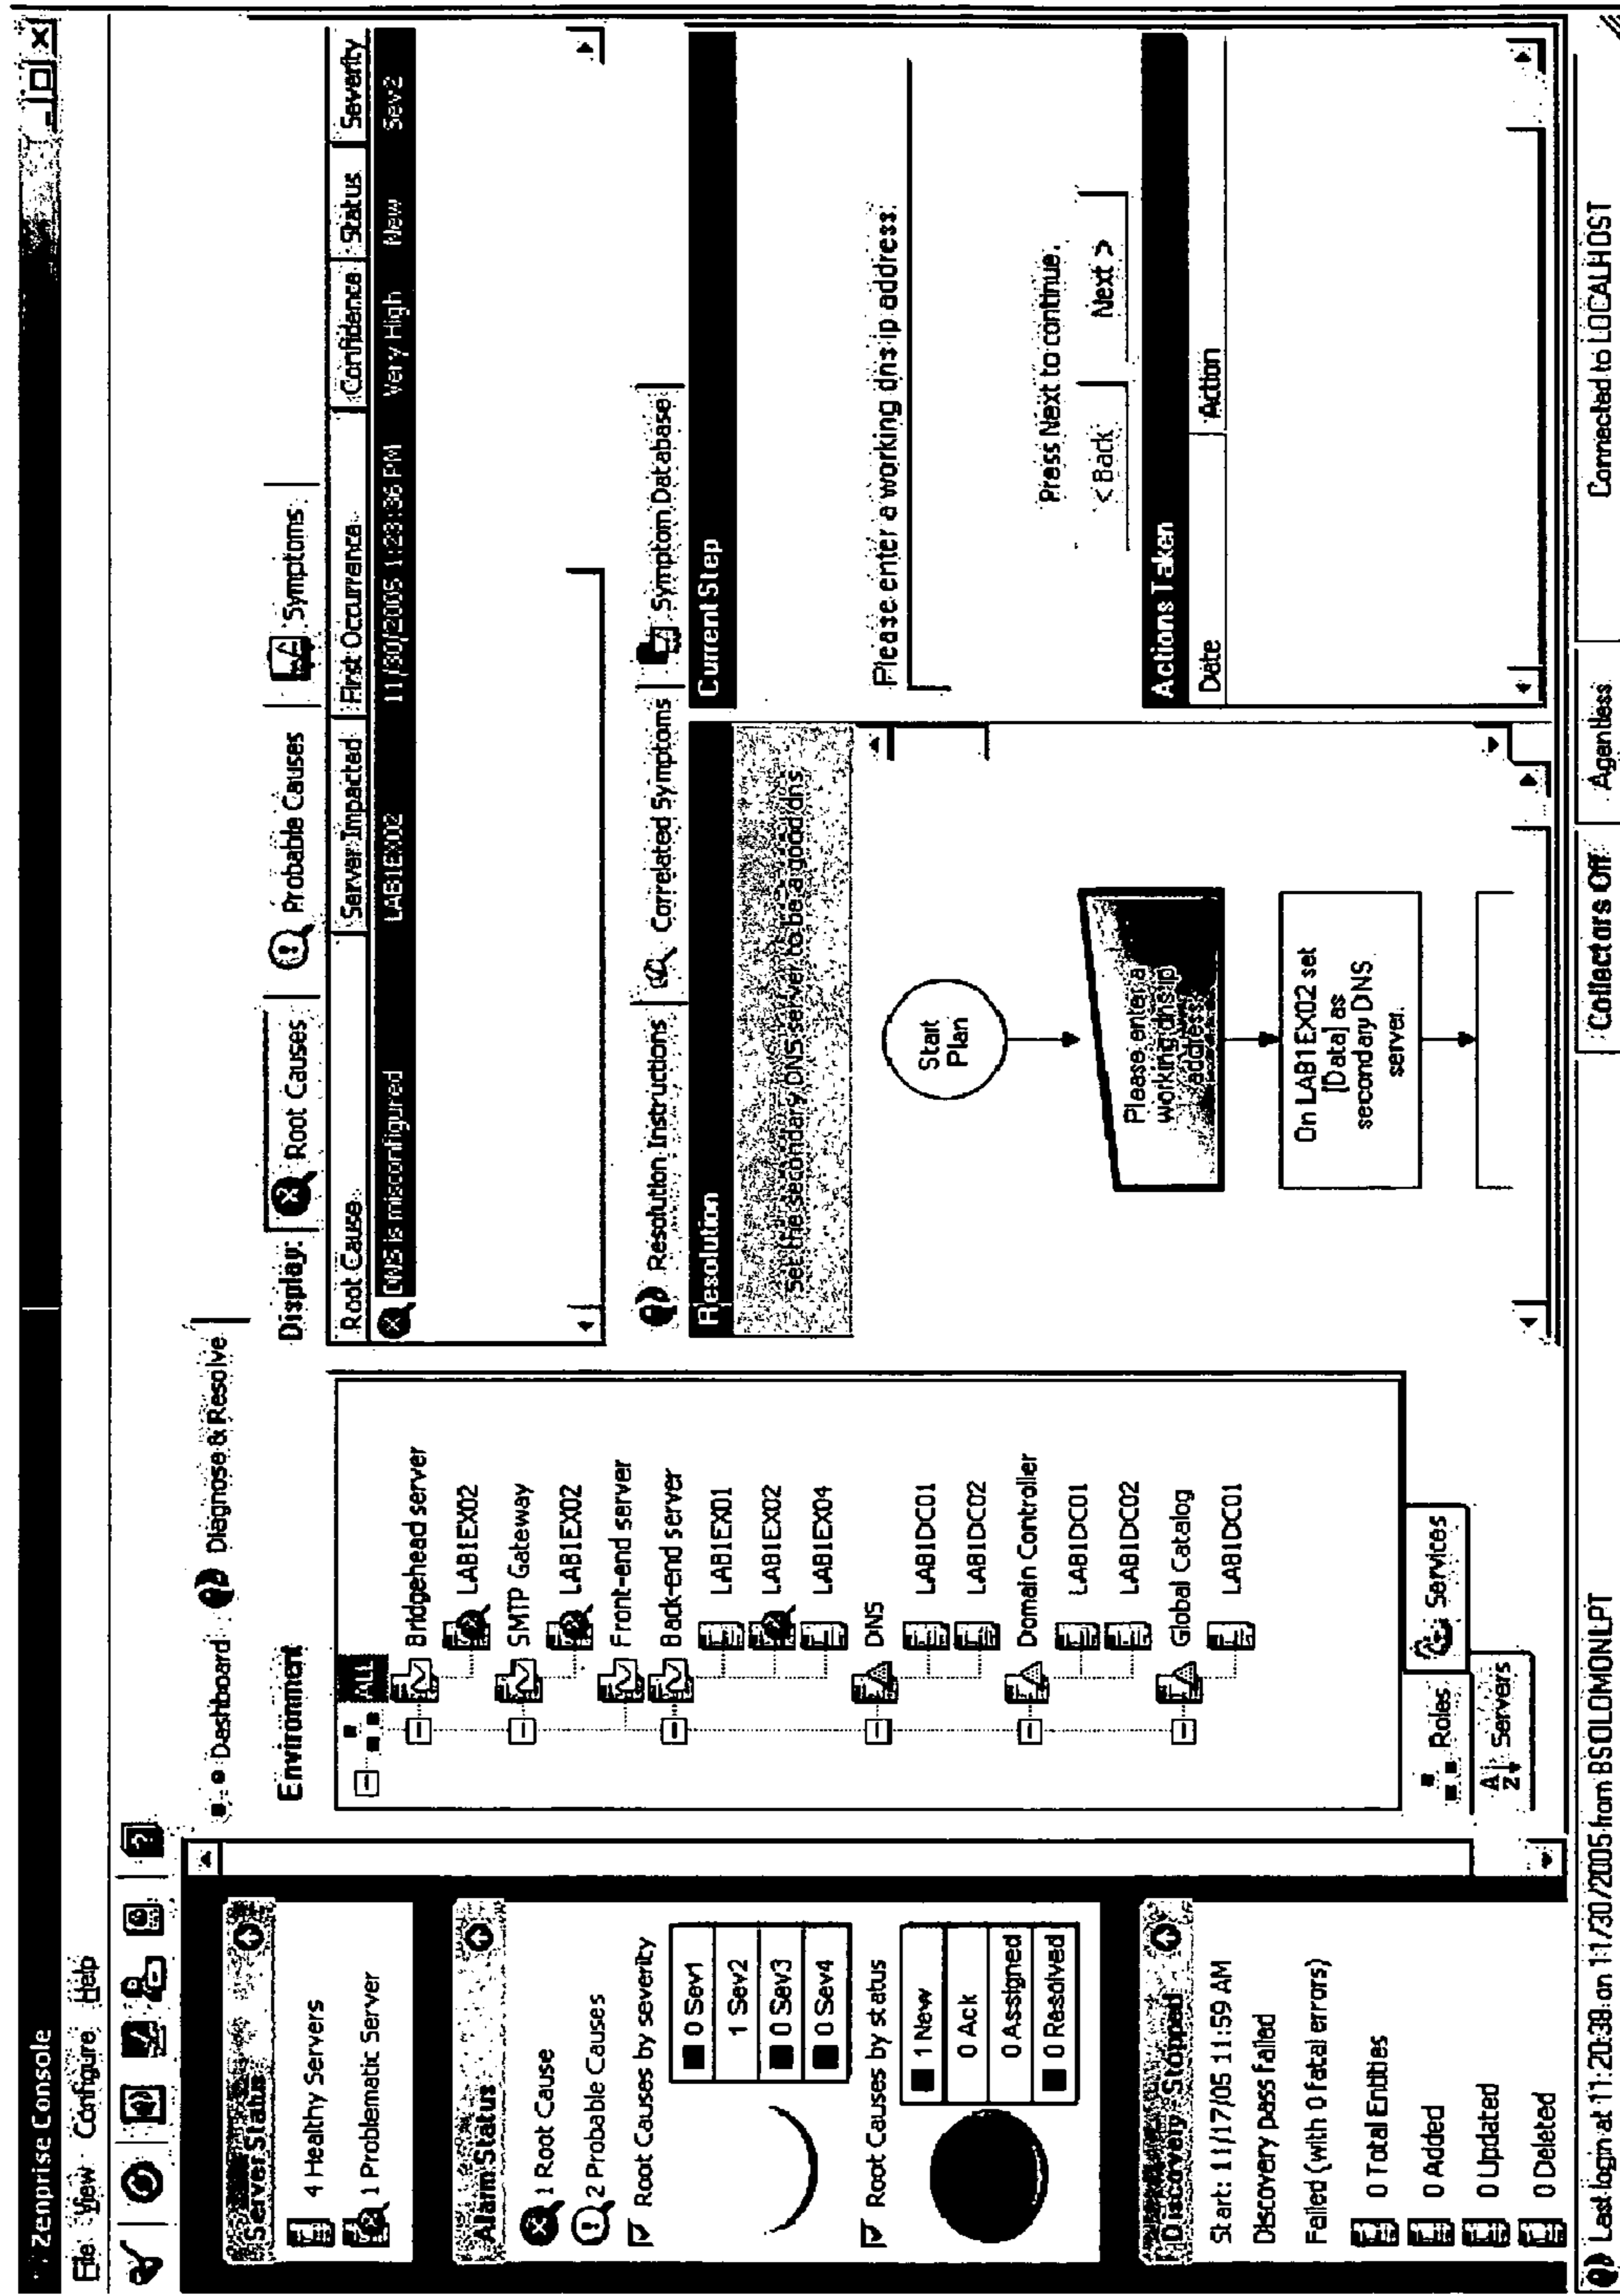 Zenprise Console
File View Configure Help
Server Status
4 Healthy Servers
1 Problematic Server
Alarm Status
1 Root Cause
2 Probable Causes
Root Causes by severity
0 Sev1
1 Sev2
0 Sev3
0 Sev4
Root Causes by status
1 New
0 Ack
0 Assigned
0 Resolved
Discovery Stopped
Start: 11/17/05 11:59 AM
Discovery pass failed
Failed (with 0 fatal errors)
0 Total Entities
0 Added
0 Updated
0 Deleted
Dashboard Diagnose & Resolve
Environment
ALL
Bridgehead server
LAB1EX02
SMTP Gateway
LAB1EX02
Front-end server
Back-end server
LAB1EX01
LAB1EX02
LAB1EX04
DNS
LAB1DC01
LAB1DC02
Domain Controller
LAB1DC01
LAB1DC02
Global Catalog
LAB1DC01
Roles Services
Servers
Display: Root Causes Probable Causes Symptoms
Root Cause Server Impacted First Occurrance Confidence Status Severity
DNS is misconfigured LAB1EX02 11/30/2005 PM Very High New Sev2
Resolution Instructions Correlated Symptoms Symptom Database
Resolution
Set the secondary DNS server to be a good dns
Start
Plan
Please enter a
working dns ip
address:
On LAB1EX02 set
[Data] as
secondary DNS
server.
Current Step
Please enter a working dns ip address:
Press Next to continue.
< Back Next >
Actions Taken
Date Action
Last login at 11:20:38 on 11/30/2005 from BSOLOMONLPT Collectors Off Agentless Connected to LOCALHOST